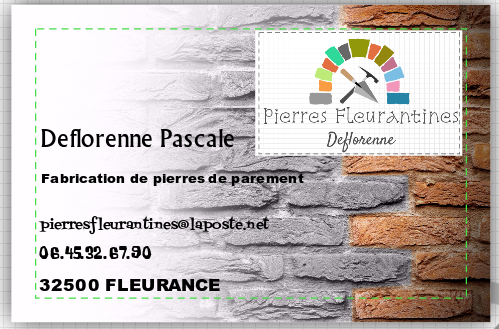 Pierres Fleurantines
Deflorenne
Deflorenne Pascale
Fabrication de pierres de parement
pierresfleurantines@laposte.net
06.45.32.67.90
32500 FLEURANCE